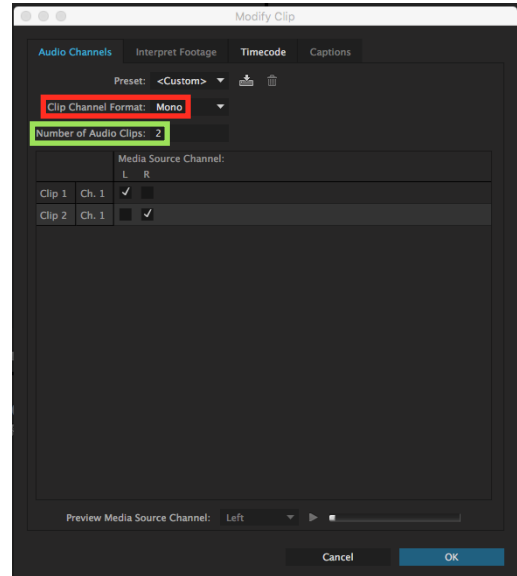 Modify Clip
Audio Channels Interpret Footage Timecode Captions
Preset: <Custom>
Clip Channel Format: Mono
Number of Audio Clips: 2
Media Source Channel:
L R
Clip 1 Ch. 1
Clip 2 Ch. 1
Preview Media Source Channel: Left
Cancel OK